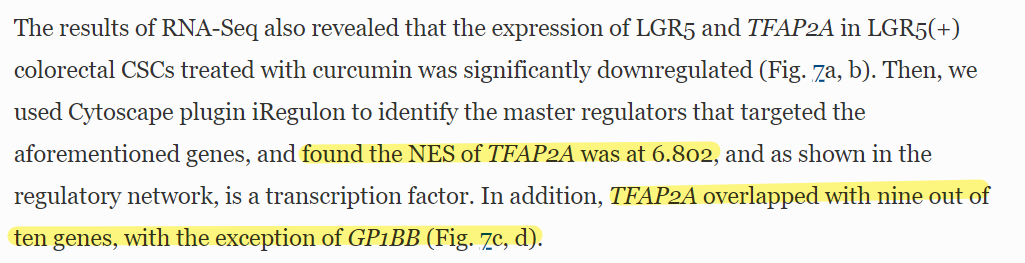 The results of RNA-Seq also revealed that the expression of LGR5 and TFAP2A in LGR5(+)
colorectal CSCs treated with curcumin was significantly downregulated (Fig. 7a, b). Then, we
used Cytoscape plugin iRegulon to identify the master regulators that targeted the
aforementioned genes, and found the NES of TFAP2A was at 6.802, and as shown in the
regulatory network, is a transcription factor. In addition, TFAP2A overlapped with nine out of
ten genes, with the exception of GP1BB (Fig. 7c, d).